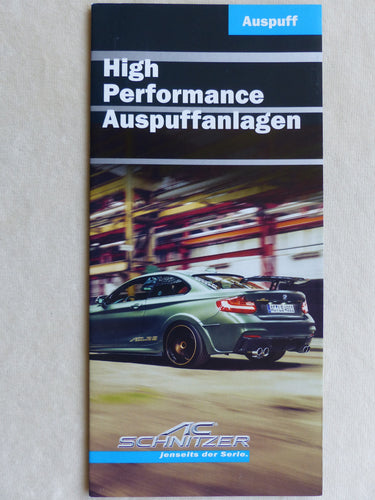 Auspuff
High
Performance
Auspuffanlagen
AC
SCHNITZER
jenseits der Serie.